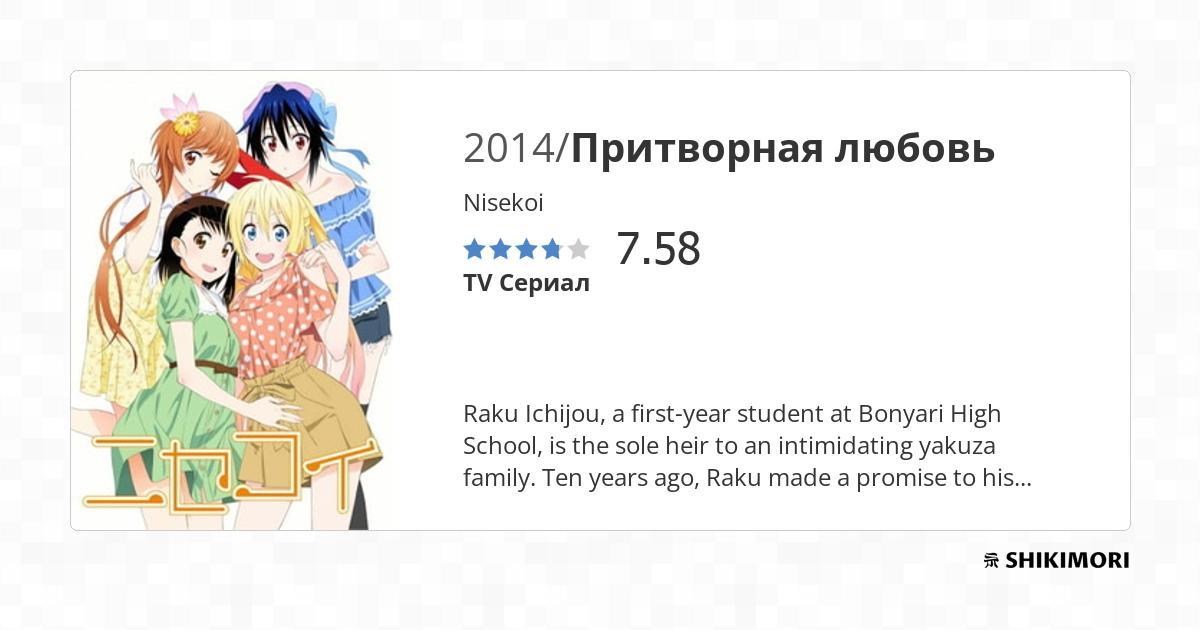 2014/Притворная любовь
Nisekoi
7.58
TV Сериал
Raku Ichijou, a first-year student at Bonyari High
School, is the sole heir to an intimidating yakuza
family. Ten years ago, Raku made a promise to his...
ニセコイ
SHIKIMORI